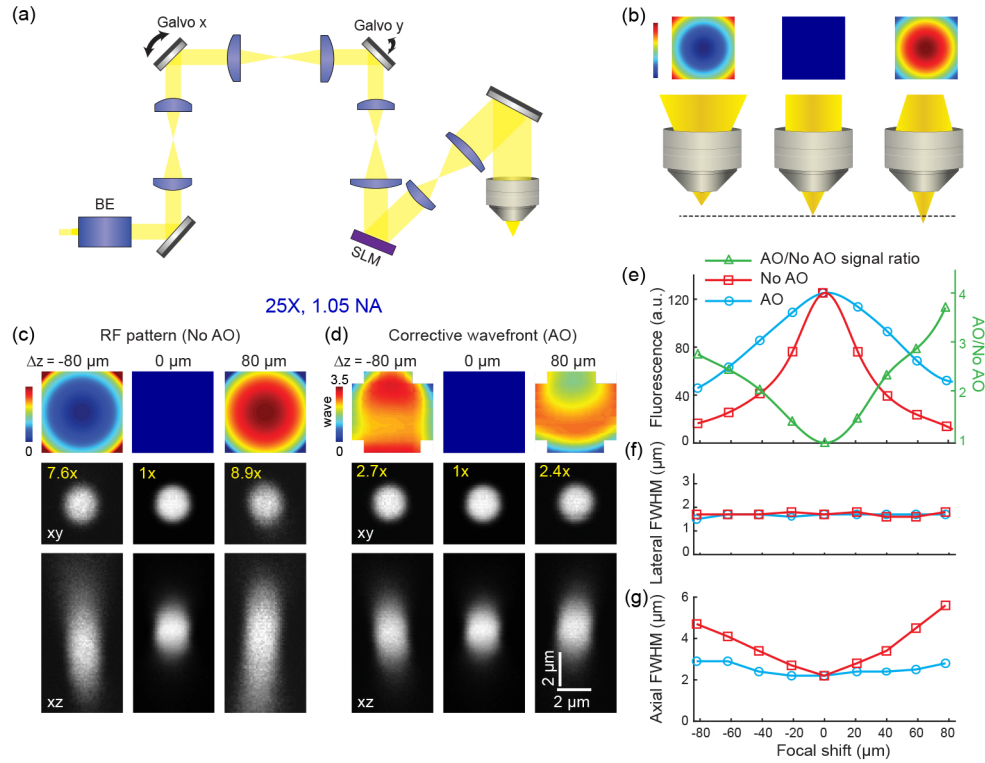 (a)
Galvo x
Galvo y
BE
SLM
(b)
25X, 1.05 NA
(c)
RF pattern (No AO)
Δz = -80 µm
0 µm
80 µm
0
7.6x
1x
8.9x
xy
xz
(d)
Corrective wavefront (AO)
Δz = -80 µm
0 µm
80 µm
3.5
wave
0
2.7x
1x
2.4x
xy
xz
2 µm
2 µm
(e)
AO/No AO signal ratio
No AO
AO
Fluorescence (a.u.)
120
80
40
0
4
3
2
1
AO/No AO
(f)
Lateral FWHM (µm)
3
2
1
0
(g)
Axial FWHM (µm)
6
4
2
0
-80 -60 -40 -20 0 20 40 60 80
Focal shift (µm)